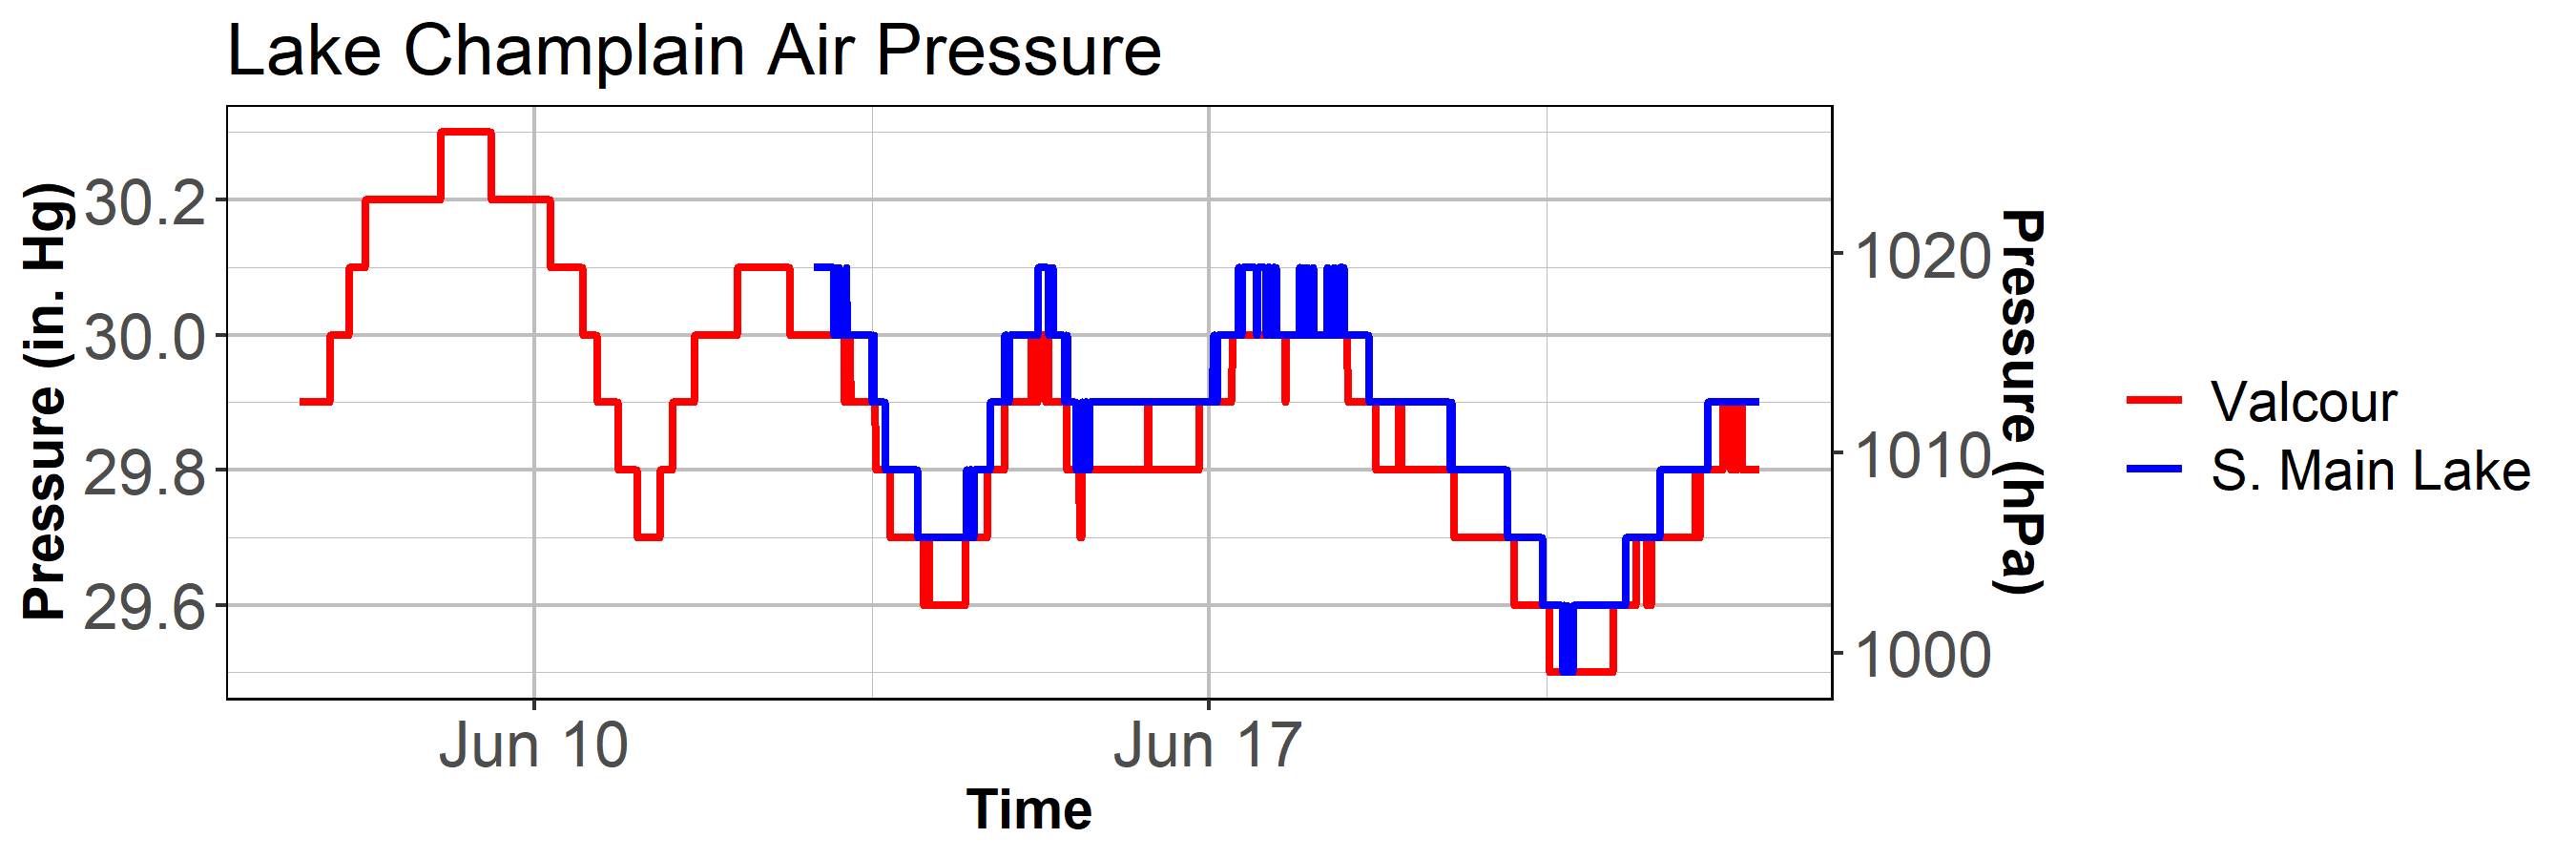 Lake Champlain Air Pressure
Pressure (in. Hg)
30.2
30.0
29.8
29.6
1020
1010
1000
Pressure (hPa)
Jun 10
Jun 17
Time
Valcour
S. Main Lake